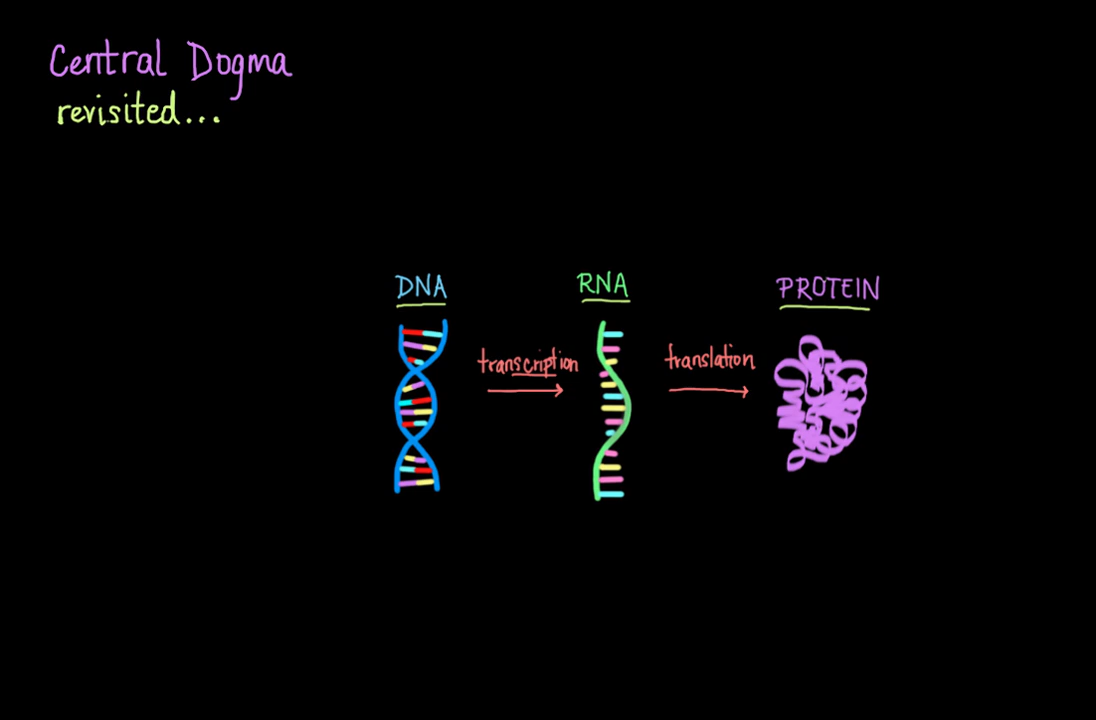 Central Dogma
revisited...
DNA
RNA
PROTEIN
transcription
translation